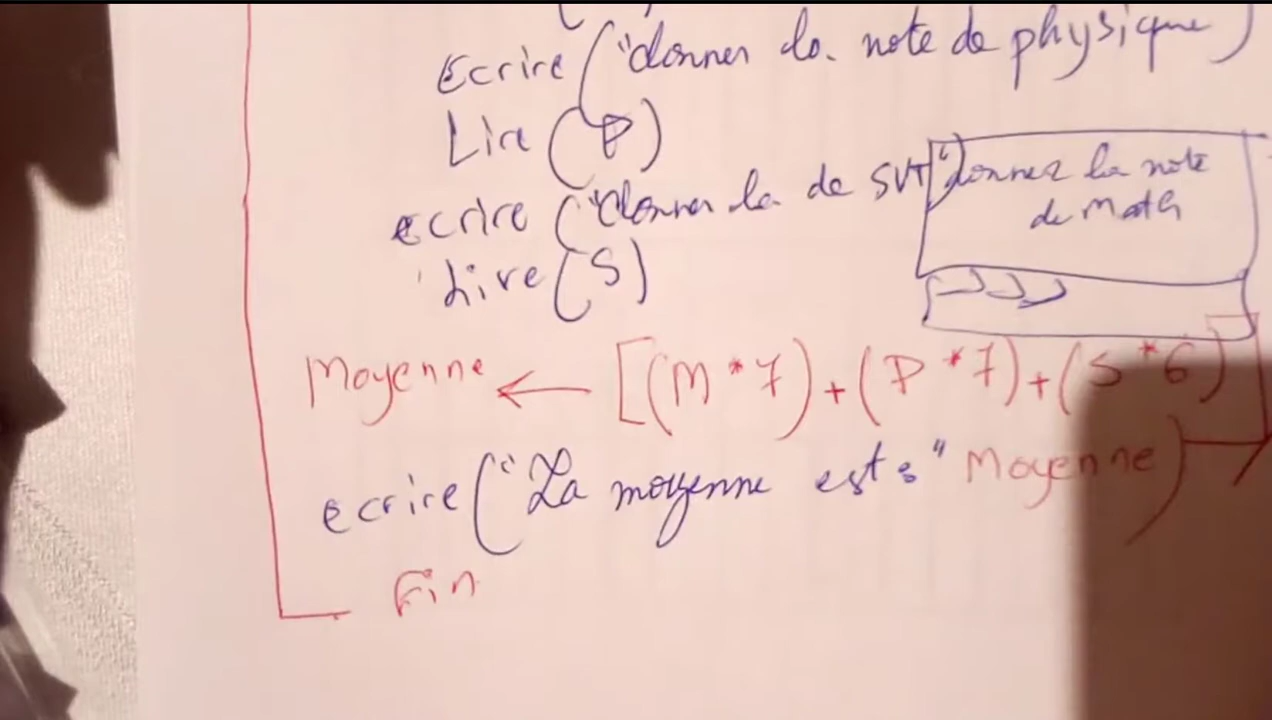 Ecrire ("donner la note de physique)
Lire (P)
ecrire ("donner la de SVT")
Lire (S)
donnez la note
de Math
Moyenne ← [(M * 7) + (P * 7) + (S * 6)
ecrire ("La moyenne est : " Moyenne)
Fin